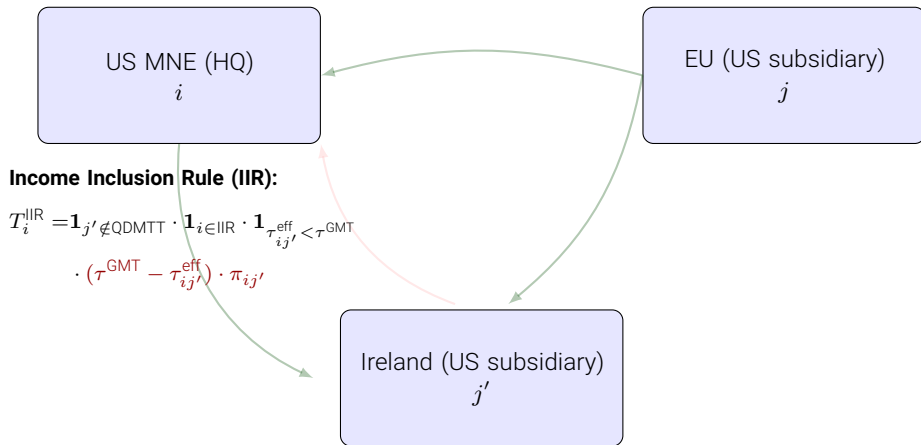 US MNE (HQ)
i
EU (US subsidiary)
j
Income Inclusion Rule (IIR):
T_i^{IIR} = 𝟏_{j′∉QDMTT} · 𝟏_{i∈IIR} · 𝟏_{τ_{ij′}^{eff} < τ^{GMT}}
· (τ^{GMT} − τ_{ij′}^{eff}) · π_{ij′}
Ireland (US subsidiary)
j′